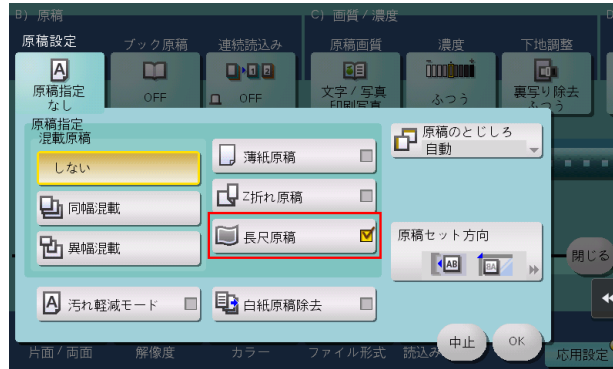 B) 原稿
C) 画質 / 濃度
原稿設定
ブック原稿
連続読込み
原稿画質
濃度
下地調整
原稿指定
なし
OFF
OFF
文字 / 写真
印刷写真
ふつう
裏写り除去
ふつう
原稿指定
混載原稿
しない
同幅混載
異幅混載
薄紙原稿
Z折れ原稿
長尺原稿
原稿のとじしろ
自動
原稿セット方向
閉じる
汚れ軽減モード
白紙原稿除去
中止
OK
片面 / 両面
解像度
カラー
ファイル形式
読込み
応用設定